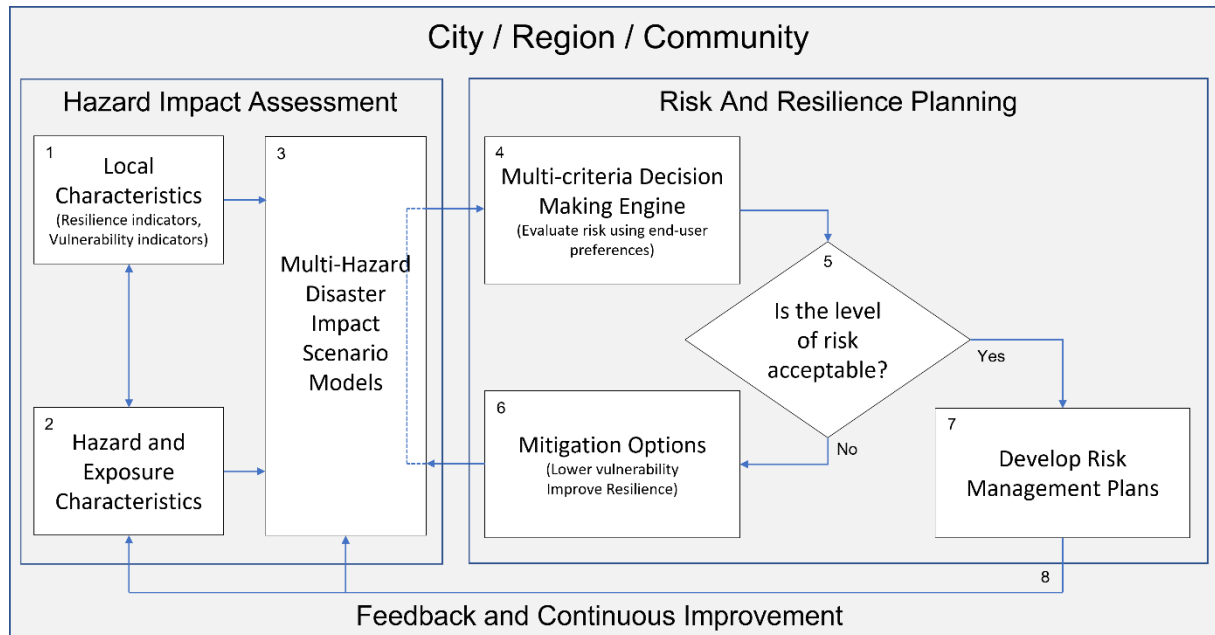 City / Region / Community
Hazard Impact Assessment
1
Local
Characteristics
(Resilience indicators,
Vulnerability indicators)
2
Hazard and
Exposure
Characteristics
3
Multi-Hazard
Disaster
Impact
Scenario
Models
Risk And Resilience Planning
4
Multi-criteria Decision
Making Engine
(Evaluate risk using end-user
preferences)
5
Is the level
of risk
acceptable?
Yes
No
6
Mitigation Options
(Lower vulnerability
Improve Resilience)
7
Develop Risk
Management Plans
8
Feedback and Continuous Improvement